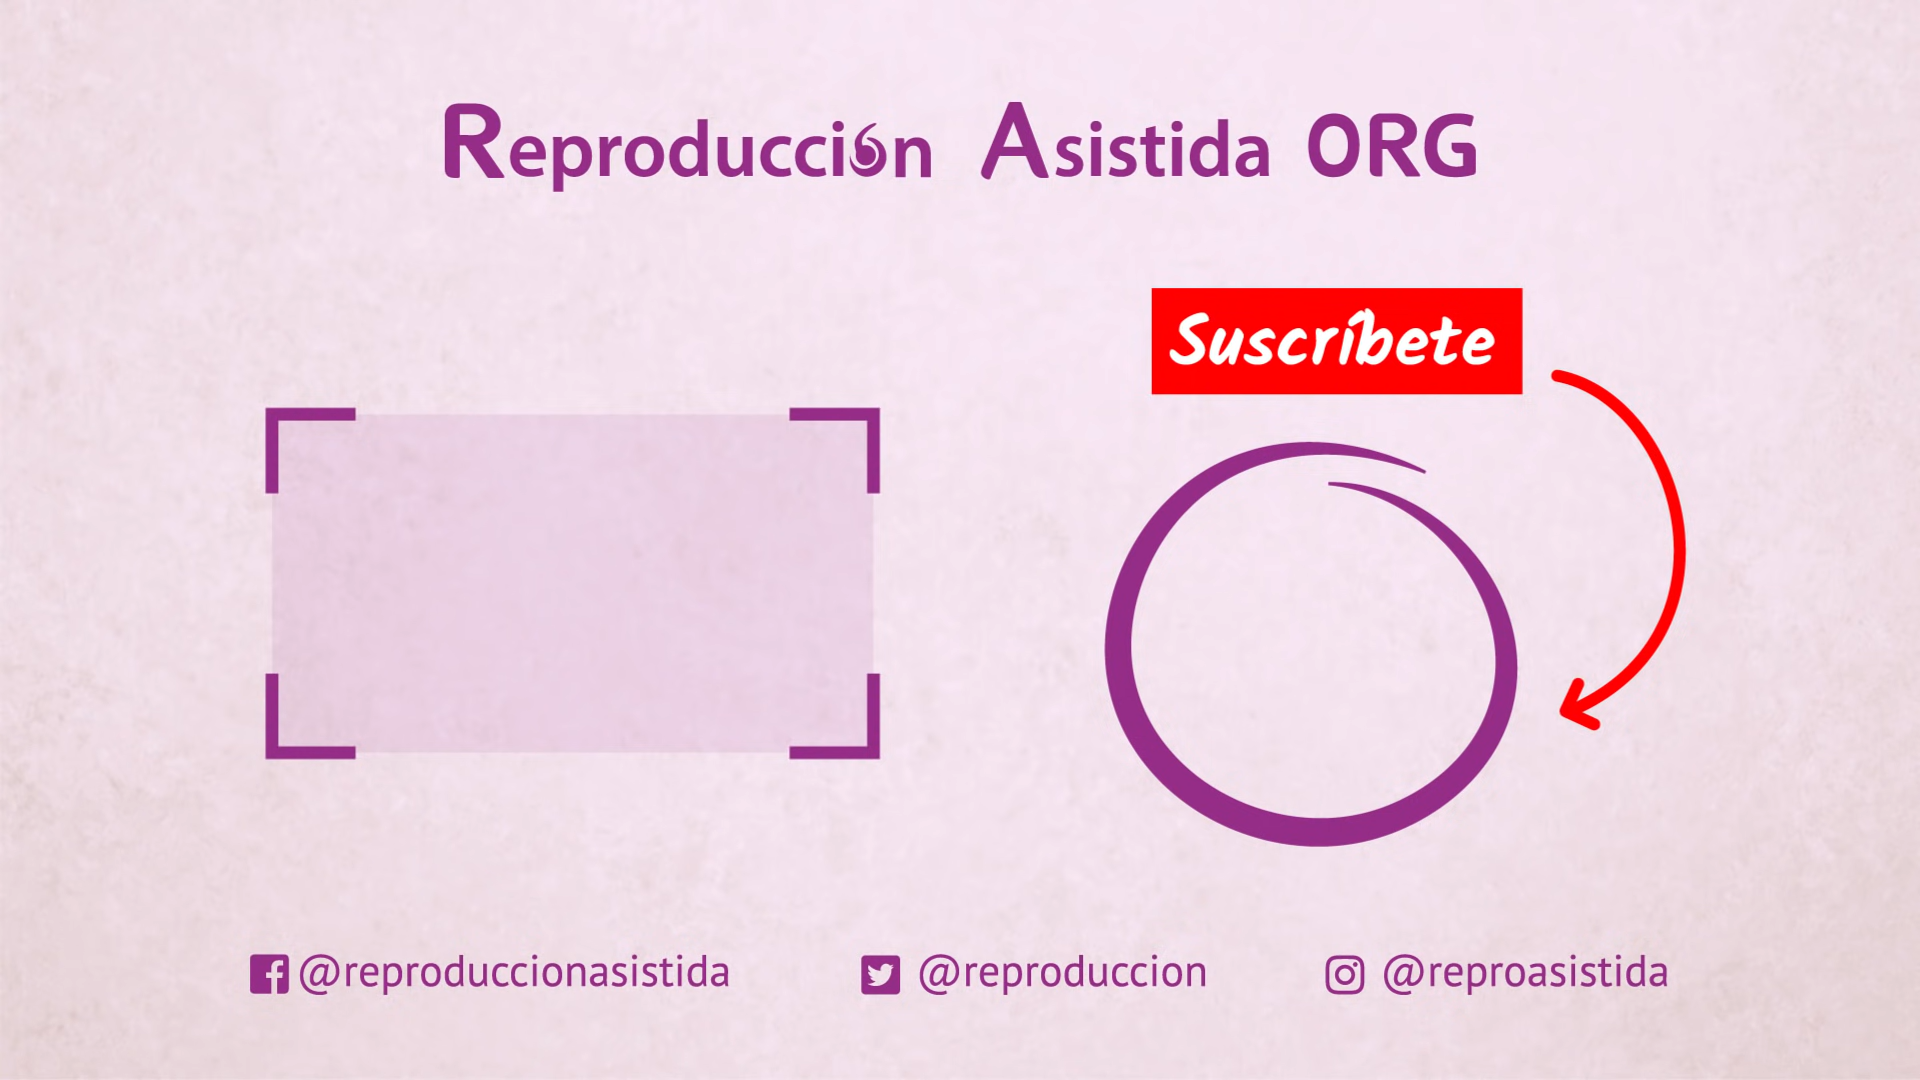 Reproducción Asistida ORG
Suscríbete
@reproduccionasistida
@reproduccion
@reproasistida